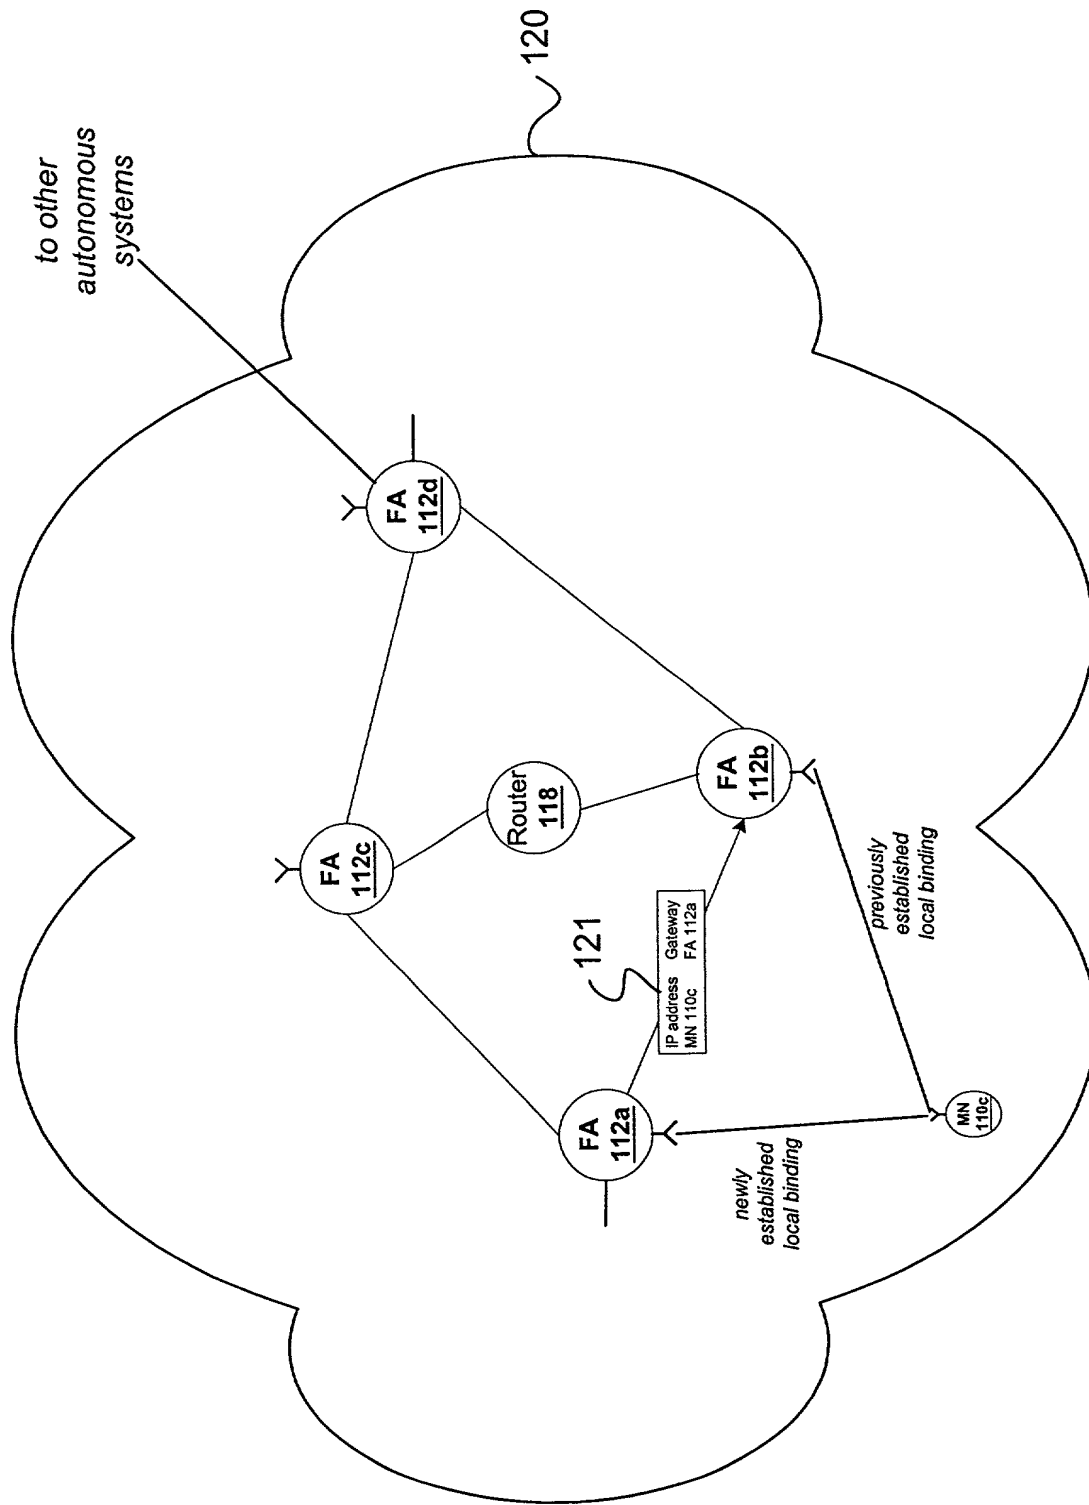 to other
autonomous
systems
120
FA
112d
FA
112c
Router
118
FA
112b
121
IP address Gateway
MN 110c FA 112a
FA
112a
previously
established
local binding
newly
established
local binding
MN
110c